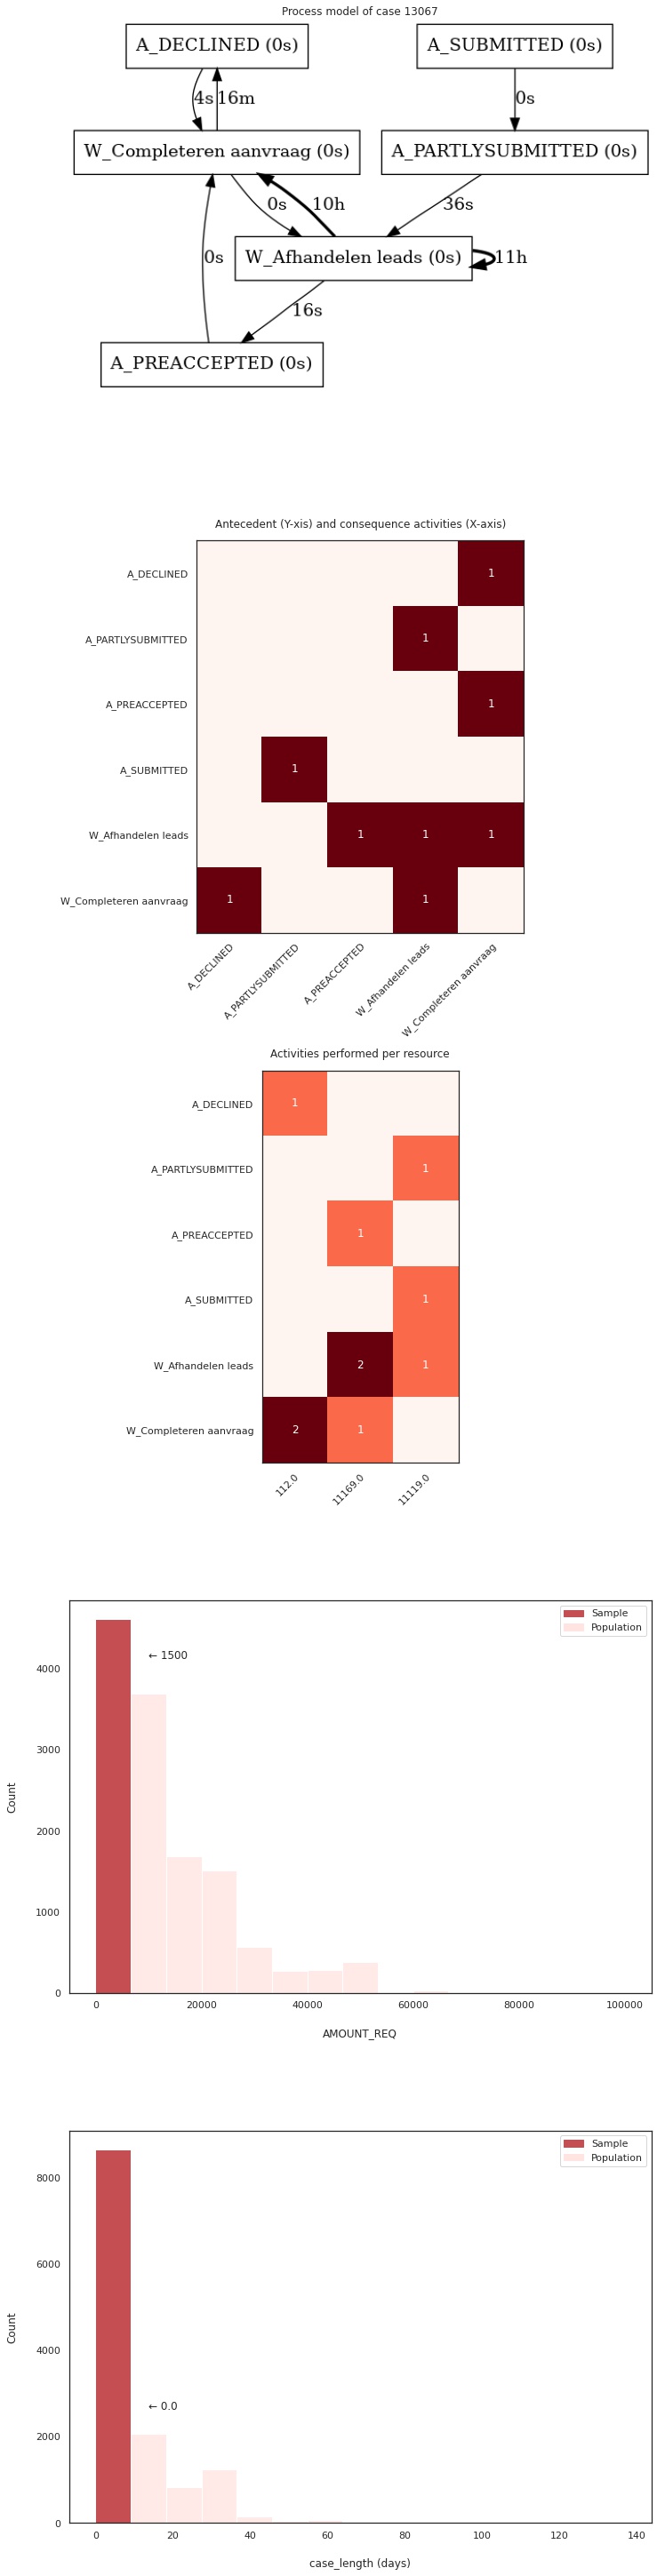 Process model of case 13067
A_DECLINED (0s)
A_SUBMITTED (0s)
4s
16m
0s
W_Completeren aanvraag (0s)
A_PARTLYSUBMITTED (0s)
0s
10h
36s
0s
W_Afhandelen leads (0s)
11h
16s
A_PREACCEPTED (0s)
Antecedent (Y-xis) and consequence activities (X-axis)
A_DECLINED
1
A_PARTLYSUBMITTED
1
A_PREACCEPTED
1
A_SUBMITTED
1
W_Afhandelen leads
1 1 1
W_Completeren aanvraag
1 1
A_DECLINED
A_PARTLYSUBMITTED
A_PREACCEPTED
W_Afhandelen leads
W_Completeren aanvraag
Activities performed per resource
A_DECLINED
1
A_PARTLYSUBMITTED
1
A_PREACCEPTED
1
A_SUBMITTED
1
W_Afhandelen leads
2 1
W_Completeren aanvraag
2 1
112.0
11169.0
11119.0
Sample
Population
← 1500
4000
3000
2000
1000
0
Count
0 20000 40000 60000 80000 100000
AMOUNT_REQ
Sample
Population
8000
6000
4000
← 0.0
2000
0
Count
0 20 40 60 80 100 120 140
case_length (days)